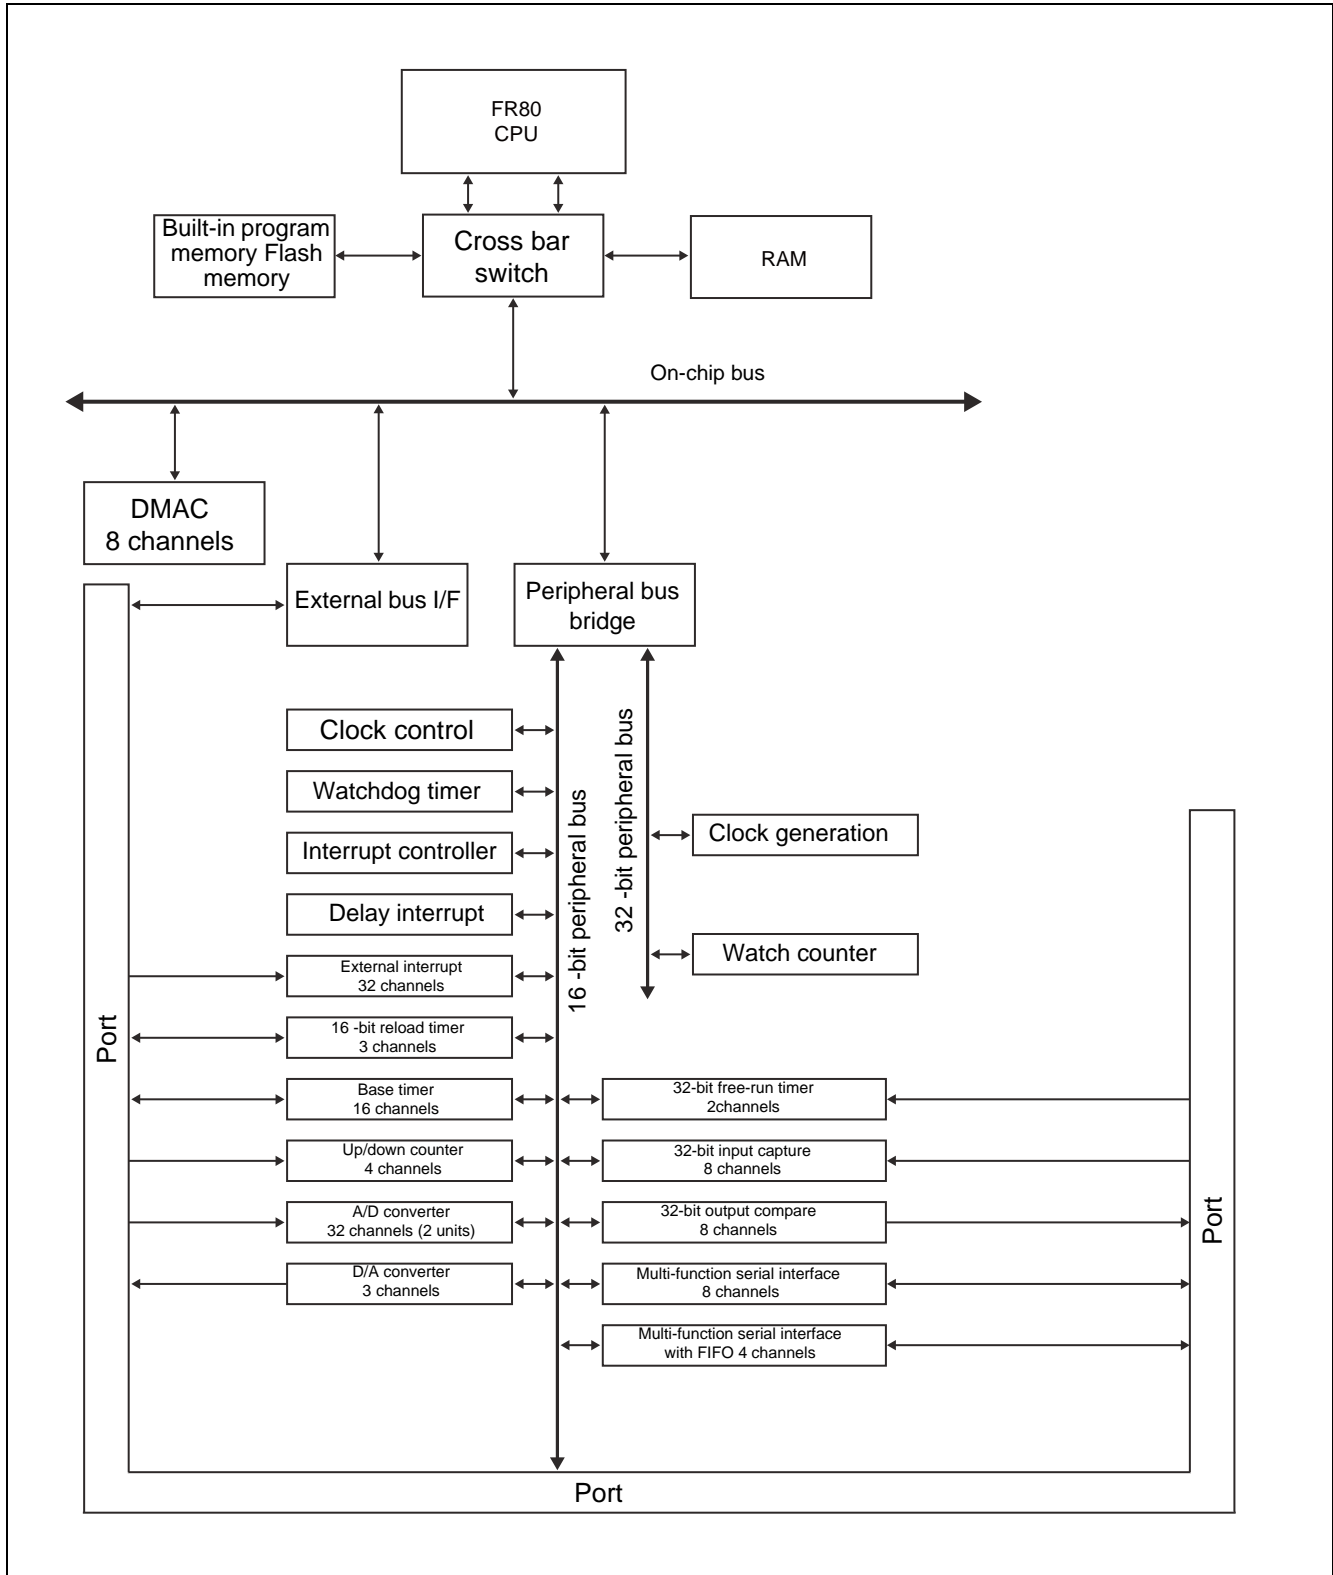 FR80
CPU
Built-in program
memory Flash
memory
Cross bar
switch
RAM
On-chip bus
DMAC
8 channels
External bus I/F
Peripheral bus
bridge
Clock control
Watchdog timer
Interrupt controller
Delay interrupt
External interrupt
32 channels
16 -bit reload timer
3 channels
Base timer
16 channels
Up/down counter
4 channels
A/D converter
32 channels (2 units)
D/A converter
3 channels
16 -bit peripheral bus
32 -bit peripheral bus
Clock generation
Watch counter
32-bit free-run timer
2channels
32-bit input capture
8 channels
32-bit output compare
8 channels
Multi-function serial interface
8 channels
Multi-function serial interface
with FIFO 4 channels
Port
Port
Port